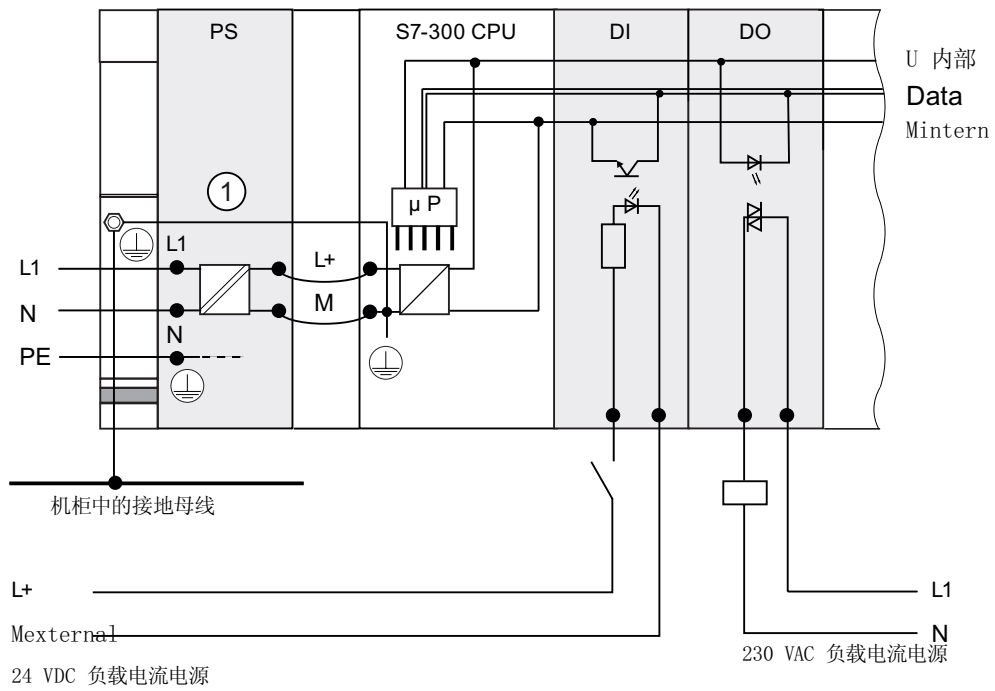 PS
S7-300 CPU
DI
DO
U 内部
Data
Mintern
1
μ P
L1
L1
L+
N
M
N
PE
机柜中的接地母线
L+
L1
Mexternal
N
24 VDC 负载电流电源
230 VAC 负载电流电源